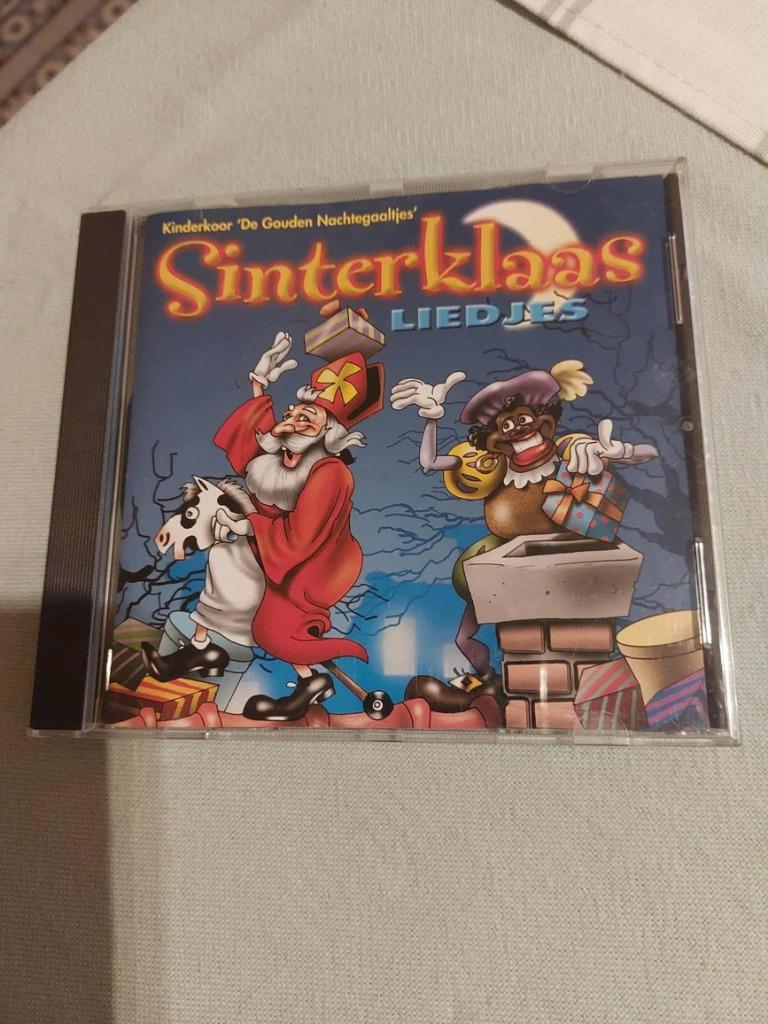 Kinderkoor 'De Gouden Nachtegaaltjes'
Sinterklaas
LIEDJES